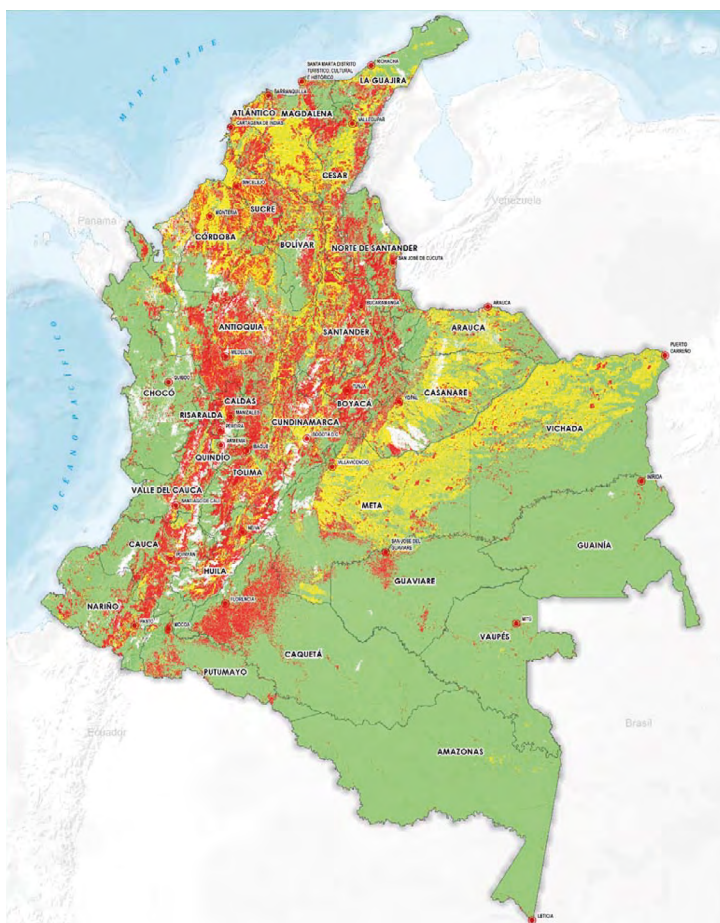 MAR CARIBE
SANTA MARTA DISTRITO
TURÍSTICO, CULTURAL
E HISTÓRICO
RIOHACHA
LA GUAJIRA
BARRANQUILLA
ATLÁNTICO
MAGDALENA
CARTAGENA DE INDIAS
VALLEDUPAR
CESAR
SINCELEJO
SUCRE
MONTERÍA
CÓRDOBA
BOLÍVAR
NORTE DE SANTANDER
SAN JOSÉ DE CÚCUTA
Panama
Venezuela
BUCARAMANGA
ARAUCA
ARAUCA
ANTIOQUIA
SANTANDER
MEDELLÍN
PUERTO
CARREÑO
OCÉANO PACÍFICO
QUIBDÓ
CHOCÓ
CALDAS
TUNJA
BOYACÁ
YOPAL
CASANARE
RISARALDA
MANIZALES
PEREIRA
CUNDINAMARCA
VICHADA
ARMENIA
BOGOTÁ D.C.
QUINDÍO
IBAGUÉ
TOLIMA
VILLAVICENCIO
INÍRIDA
VALLE DEL CAUCA
SANTIAGO DE CALI
META
CAUCA
NEIVA
SAN JOSÉ DEL
GUAVIARE
GUAINÍA
POPAYÁN
HUILA
GUAVIARE
NARIÑO
FLORENCIA
PASTO
MOCOA
MITÚ
VAUPÉS
CAQUETÁ
PUTUMAYO
Ecuador
Brasil
AMAZONAS
LETICIA